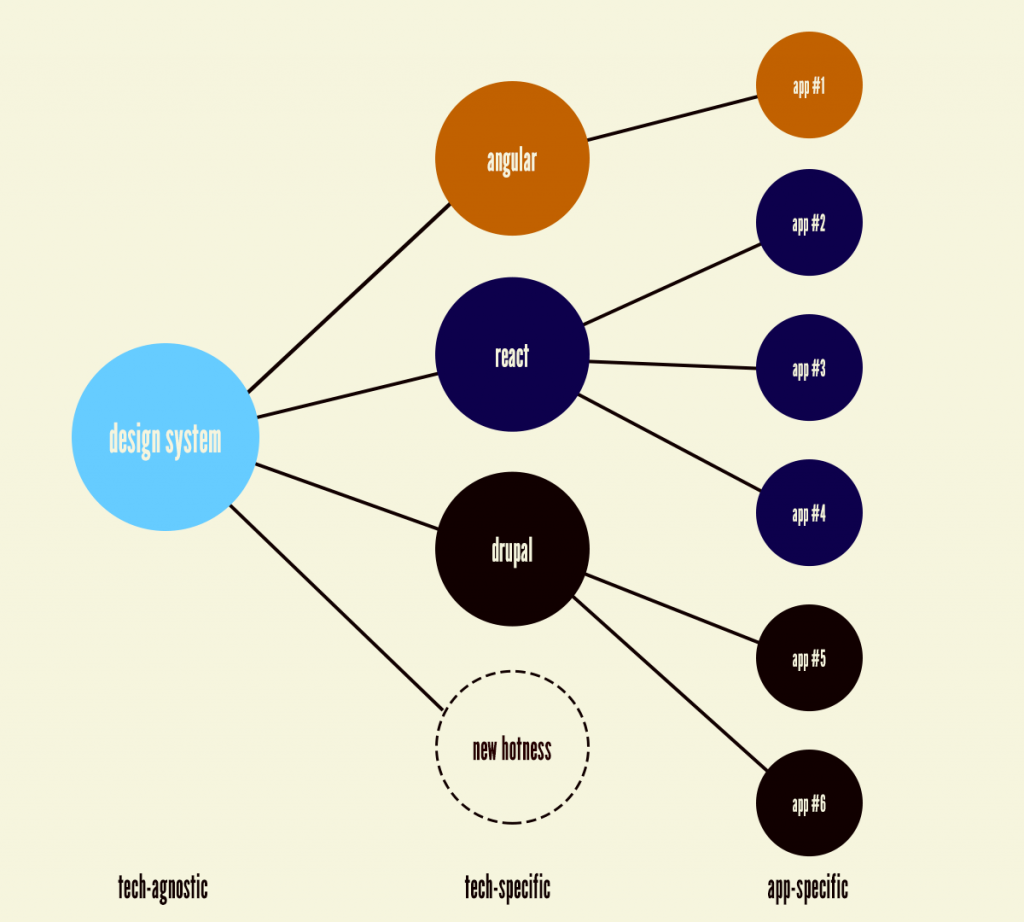 design system
angular
react
drupal
new hotness
app #1
app #2
app #3
app #4
app #5
app #6
tech-agnostic
tech-specific
app-specific